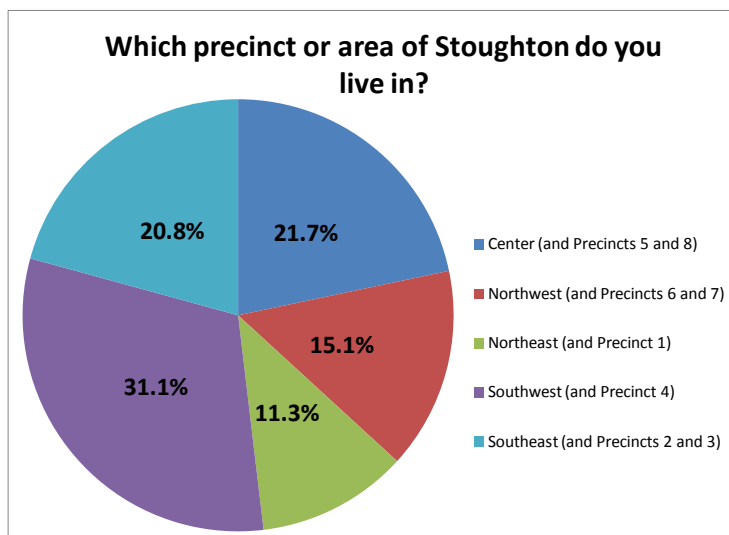 Which precinct or area of Stoughton do you
live in?
20.8%
21.7%
15.1%
31.1%
11.3%
Center (and Precincts 5 and 8)
Northwest (and Precincts 6 and 7)
Northeast (and Precinct 1)
Southwest (and Precinct 4)
Southeast (and Precincts 2 and 3)